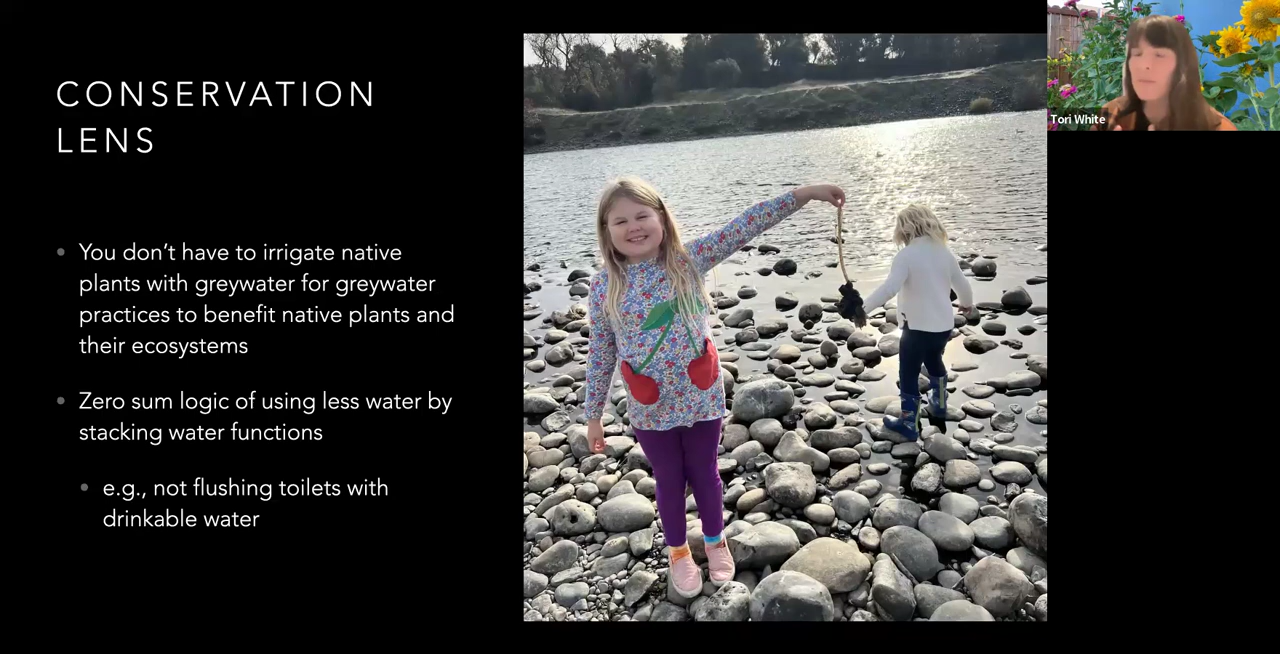 CONSERVATION
LENS
• You don’t have to irrigate native
plants with greywater for greywater
practices to benefit native plants and
their ecosystems
• Zero sum logic of using less water by
stacking water functions
• e.g., not flushing toilets with
drinkable water
Tori White